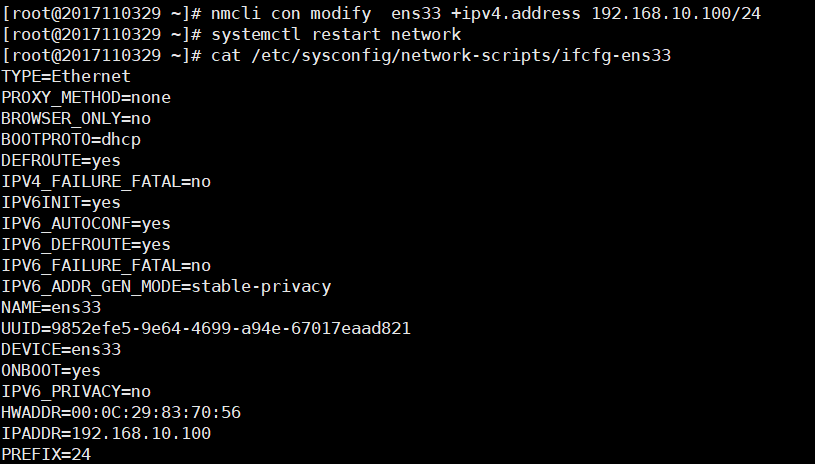 [root@2017110329 ~]# nmcli con modify  ens33 +ipv4.address 192.168.10.100/24
[root@2017110329 ~]# systemctl restart network
[root@2017110329 ~]# cat /etc/sysconfig/network-scripts/ifcfg-ens33
TYPE=Ethernet
PROXY_METHOD=none
BROWSER_ONLY=no
BOOTPROTO=dhcp
DEFROUTE=yes
IPV4_FAILURE_FATAL=no
IPV6INIT=yes
IPV6_AUTOCONF=yes
IPV6_DEFROUTE=yes
IPV6_FAILURE_FATAL=no
IPV6_ADDR_GEN_MODE=stable-privacy
NAME=ens33
UUID=9852efe5-9e64-4699-a94e-67017eaad821
DEVICE=ens33
ONBOOT=yes
IPV6_PRIVACY=no
HWADDR=00:0C:29:83:70:56
IPADDR=192.168.10.100
PREFIX=24